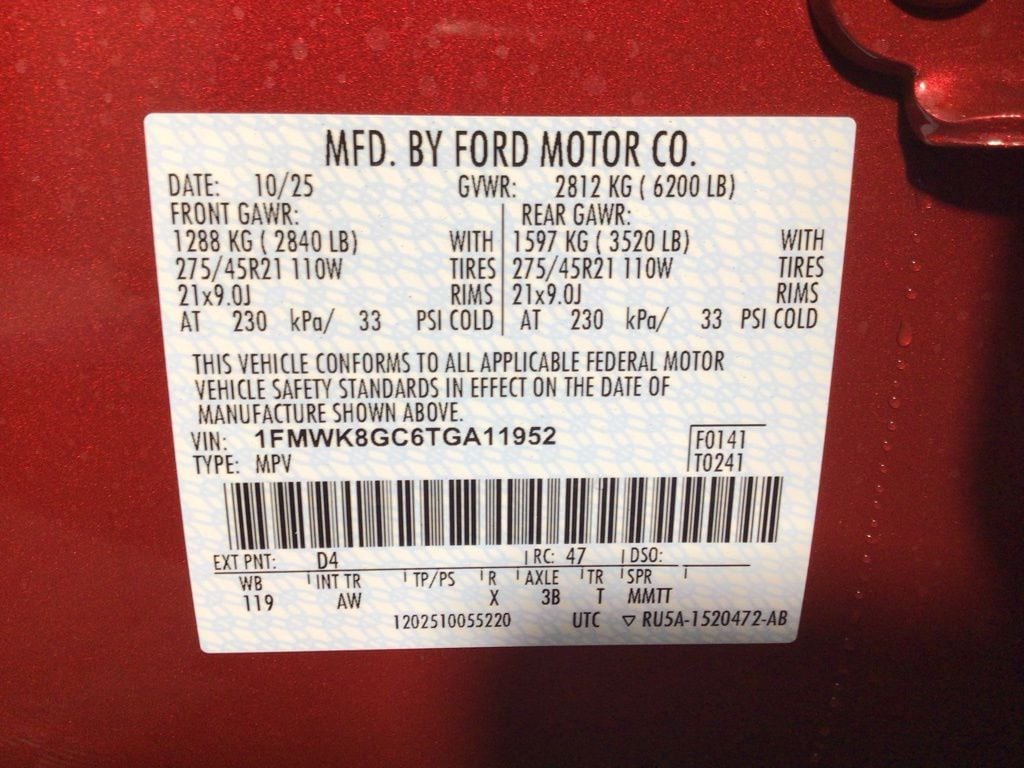 MFD. BY FORD MOTOR CO.
DATE: 10/25 GVWR: 2812 KG ( 6200 LB)
FRONT GAWR: REAR GAWR:
1288 KG ( 2840 LB) WITH 1597 KG ( 3520 LB) WITH
275/45R21 110W TIRES 275/45R21 110W TIRES
21x9.0J RIMS 21x9.0J RIMS
AT 230 kPa/ 33 PSI COLD AT 230 kPa/ 33 PSI COLD
THIS VEHICLE CONFORMS TO ALL APPLICABLE FEDERAL MOTOR
VEHICLE SAFETY STANDARDS IN EFFECT ON THE DATE OF
MANUFACTURE SHOWN ABOVE.
VIN: 1FMWK8GC6TGA11952 F0141
TYPE: MPV T0241
EXT PNT: D4 RC: 47 DSO:
WB INT TR TP/PS R AXLE TR SPR
119 AW X 3B T MMTT
1202510055220 UTC ▽ RU5A-1520472-AB